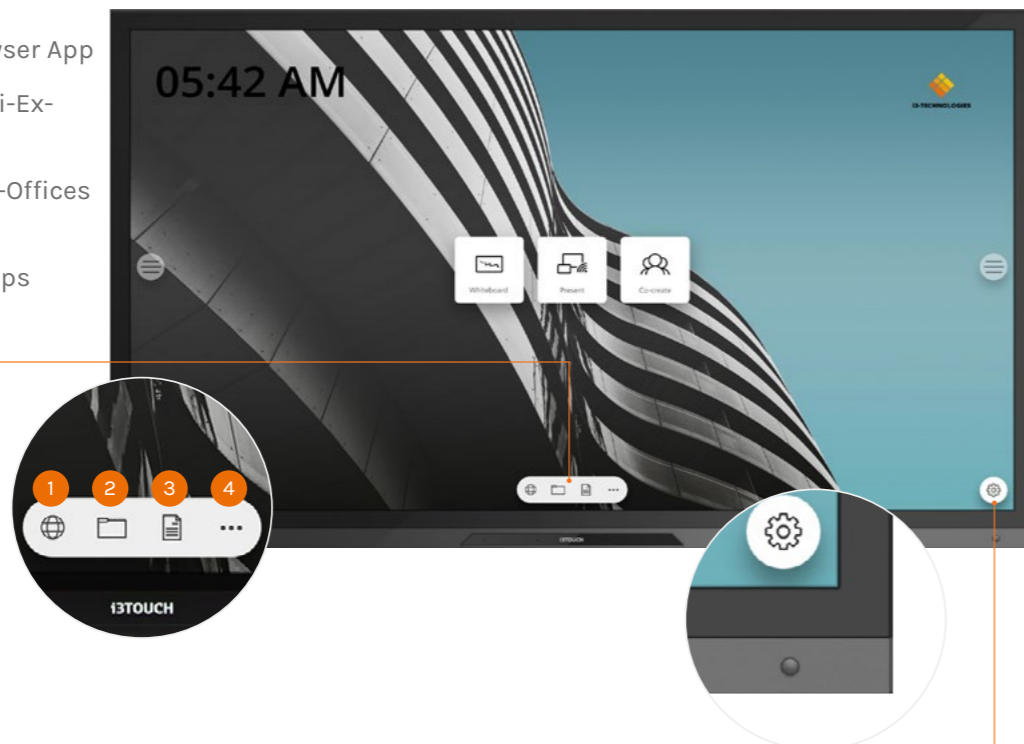 wser App
i-Ex-
-Offices
ps
05:42 AM
i3-TECHNOLOGIES
Whiteboard
Present
Co-create
1
2
3
4
i3TOUCH
i3TOUCH